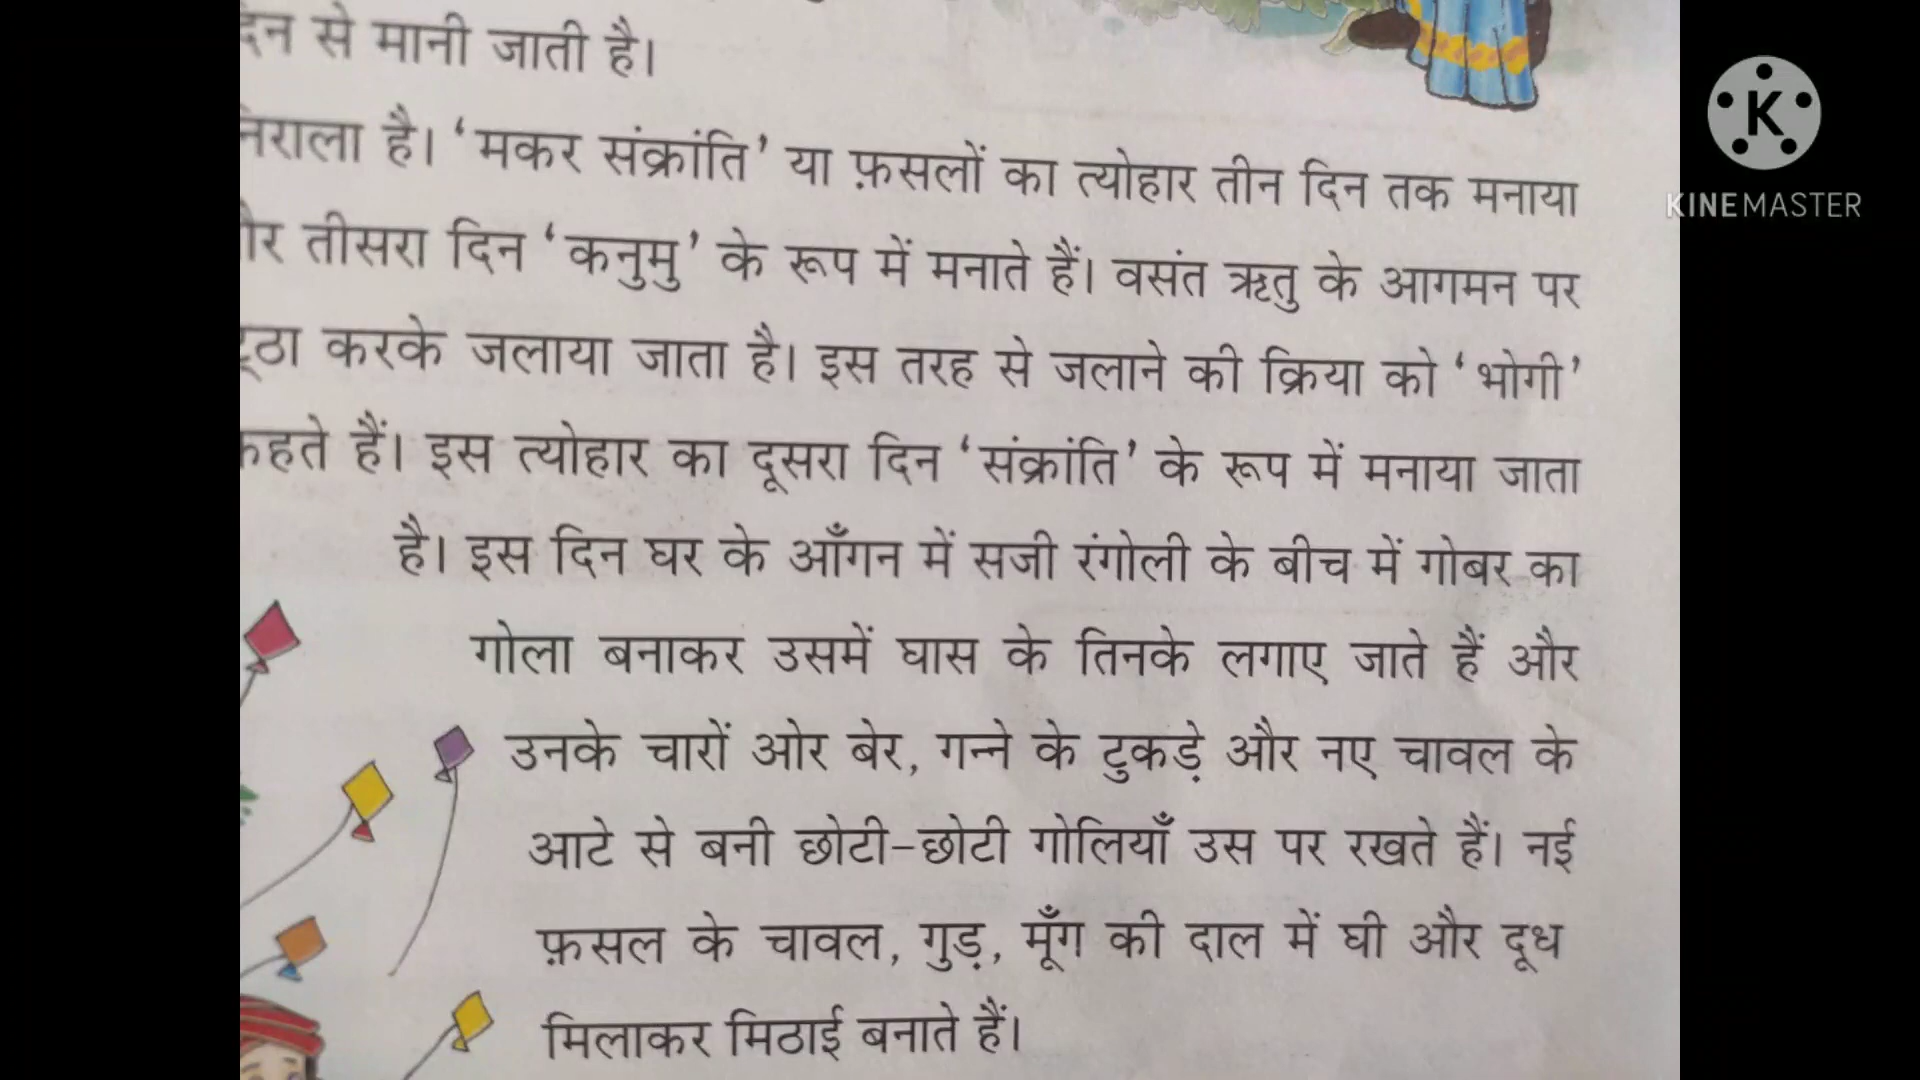 से मानी जाती है।
है। ‘मकर संक्रांति’ या फ़सलों का त्योहार तीन दिन तक मनाया
तीसरा दिन ‘कनुमु’ के रूप में मनाते हैं। वसंत ऋतु के आगमन पर
करके जलाया जाता है। इस तरह से जलाने की क्रिया को ‘भोगी’
कहते हैं। इस त्योहार का दूसरा दिन ‘संक्रांति’ के रूप में मनाया जाता
है। इस दिन घर के आँगन में सजी रंगोली के बीच में गोबर का
गोला बनाकर उसमें घास के तिनके लगाए जाते हैं और
उनके चारों ओर बेर, गन्ने के टुकड़े और नए चावल के
आटे से बनी छोटी-छोटी गोलियाँ उस पर रखते हैं। नई
फ़सल के चावल, गुड़, मूँग की दाल में घी और दूध
मिलाकर मिठाई बनाते हैं।
K
KINEMASTER